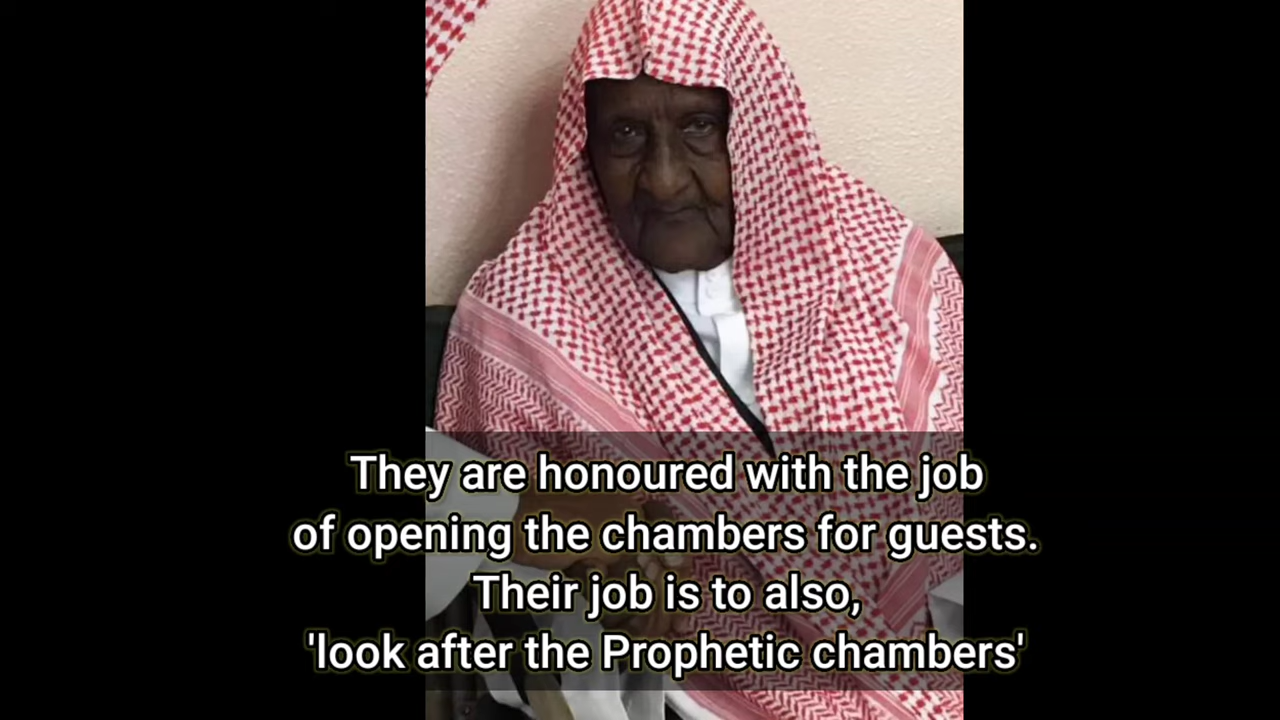 They are honoured with the job
of opening the chambers for guests.
Their job is to also,
'look after the Prophetic chambers'